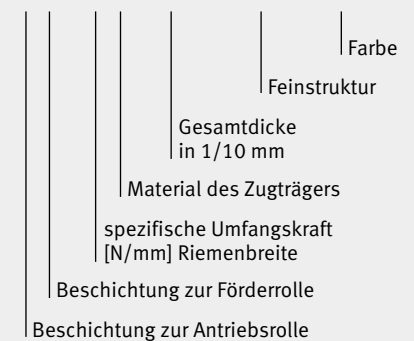 Farbe
Feinstruktur
Gesamtdicke
in 1/10 mm
Material des Zugträgers
spezifische Umfangskraft
[N/mm] Riemenbreite
Beschichtung zur Förderrolle
Beschichtung zur Antriebsrolle